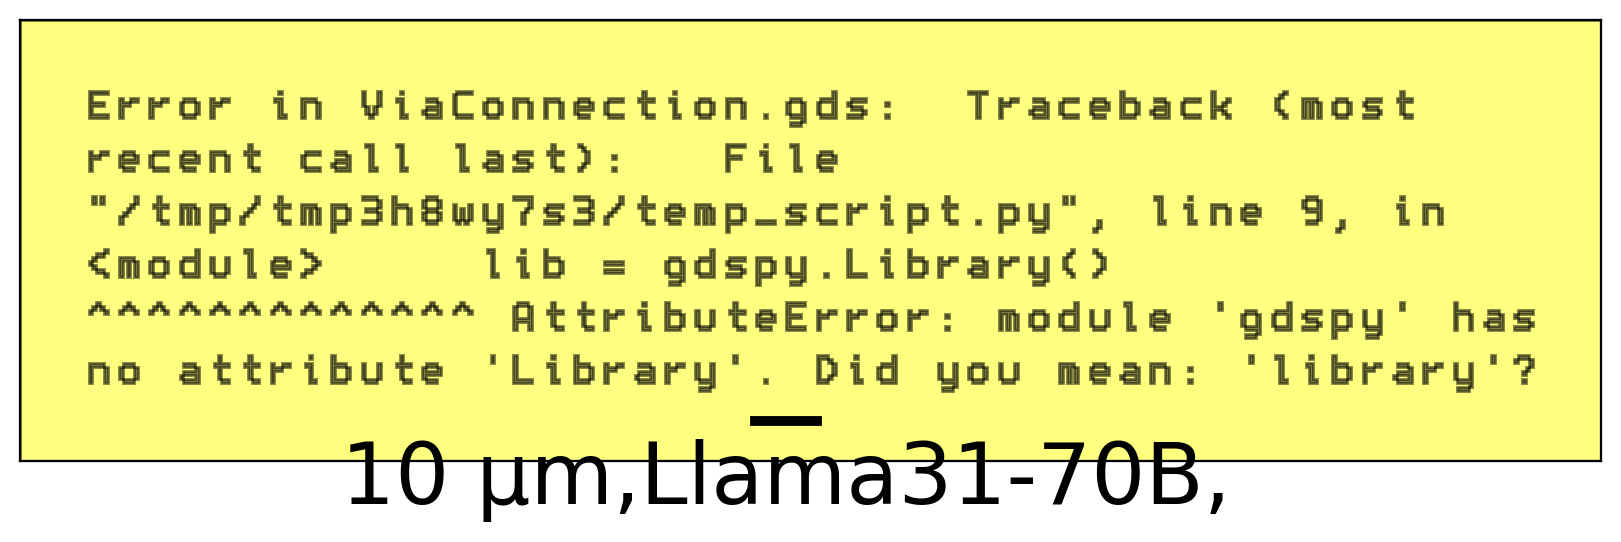 Error in ViaConnection.gds:  Traceback (most
recent call last):   File
"/tmp/tmp3h8wy7s3/temp_script.py", line 9, in
<module>     lib = gdspy.Library()
^^^^^^^^^^^^^ AttributeError: module 'gdspy' has
no attribute 'Library'. Did you mean: 'library'?
10 μm,Llama31-70B,